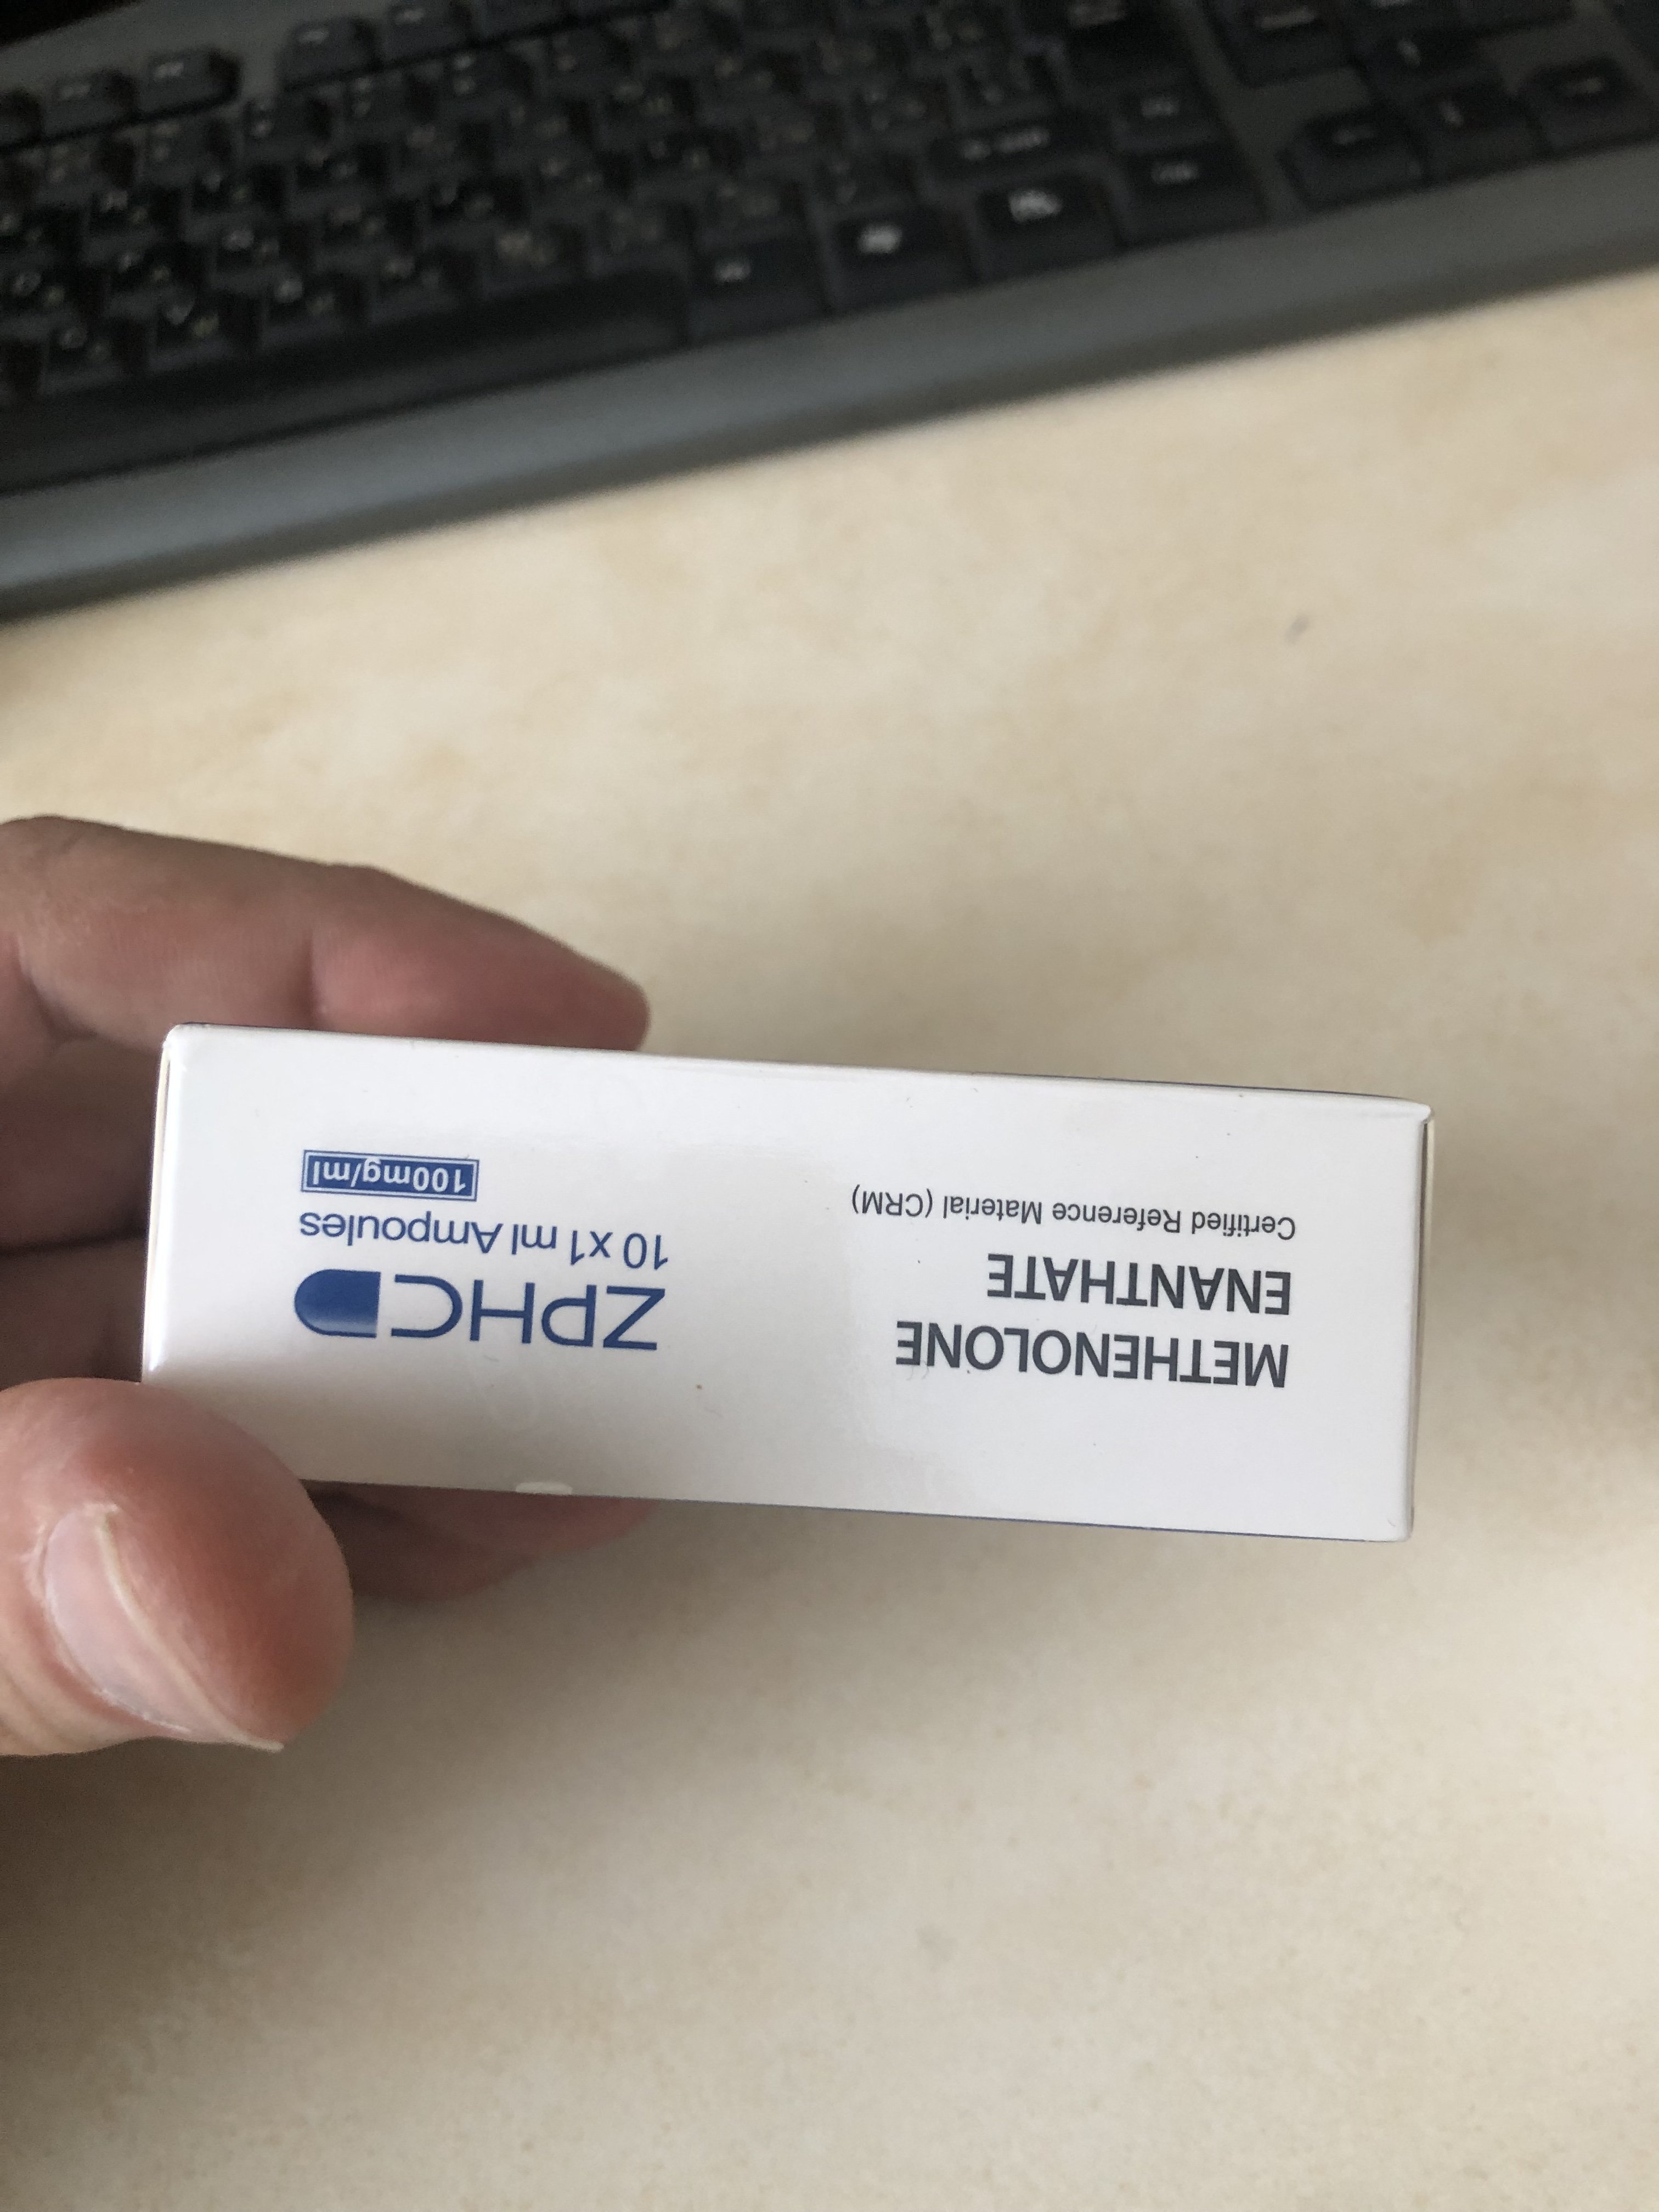 METHENOLONE
ENANTHATE
Certified Reference Material (CRM)
ZPHC
10 x1 ml Ampoules
100mg/ml